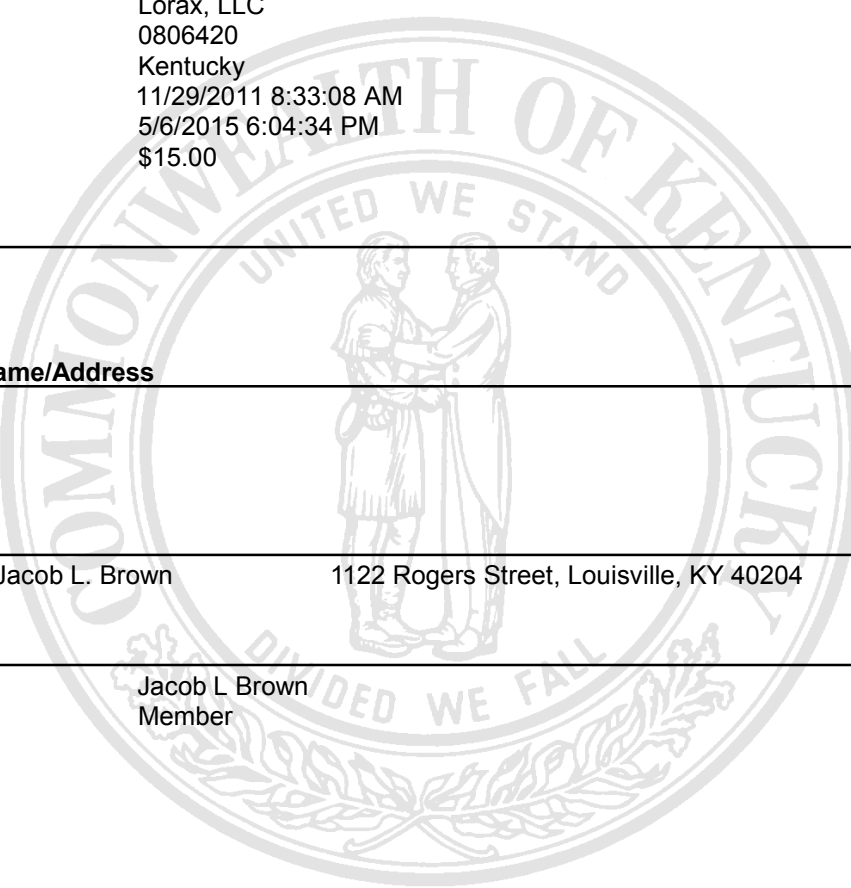 Lorax, LLC
0806420
Kentucky
11/29/2011 8:33:08 AM
5/6/2015 6:04:34 PM
$15.00
COMMONWEALTH OF KENTUCKY
UNITED WE STAND
ame/Address
Jacob L. Brown 1122 Rogers Street, Louisville, KY 40204
DIVIDED WE FALL
Jacob L Brown
Member